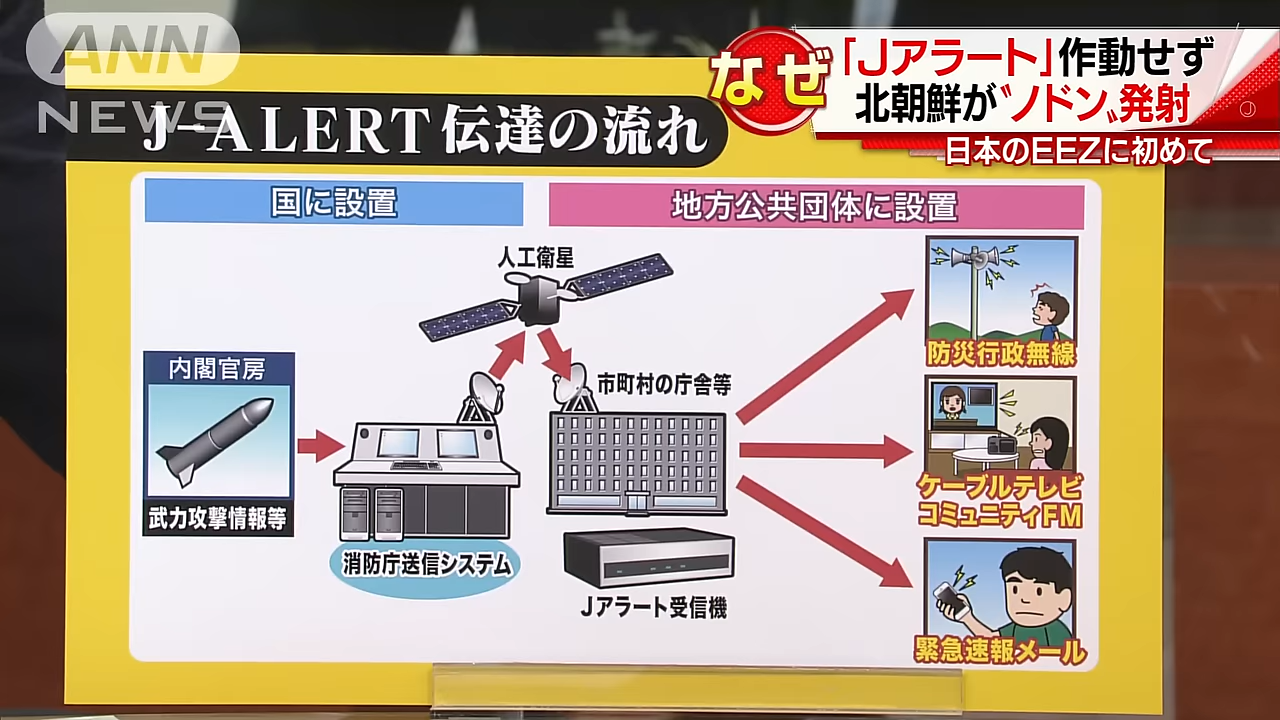 ANN
NEWS
なぜ
「Jアラート」作動せず
北朝鮮が〝ノドン〟発射
日本のEEZに初めて
J-ALERT伝達の流れ
国に設置
地方公共団体に設置
人工衛星
内閣官房
武力攻撃情報等
消防庁送信システム
市町村の庁舎等
Jアラート受信機
防災行政無線
ケーブルテレビ
コミュニティFM
緊急速報メール